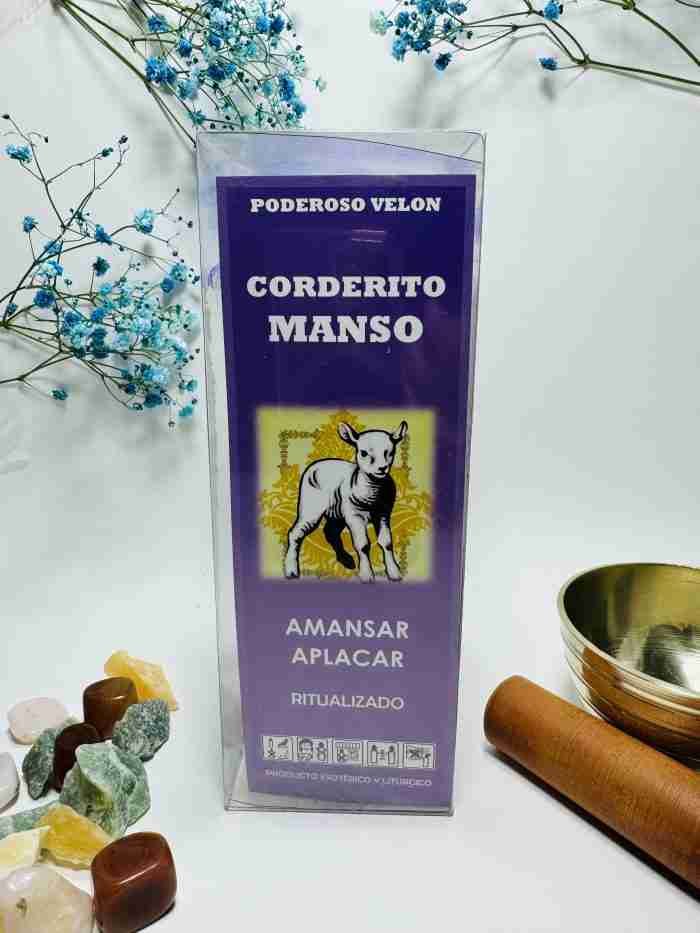 PODEROSO VELON
CORDERITO
MANSO
AMANSAR
APLACAR
RITUALIZADO
PRODUCTO ESOTÉRICO Y LITÚRGICO